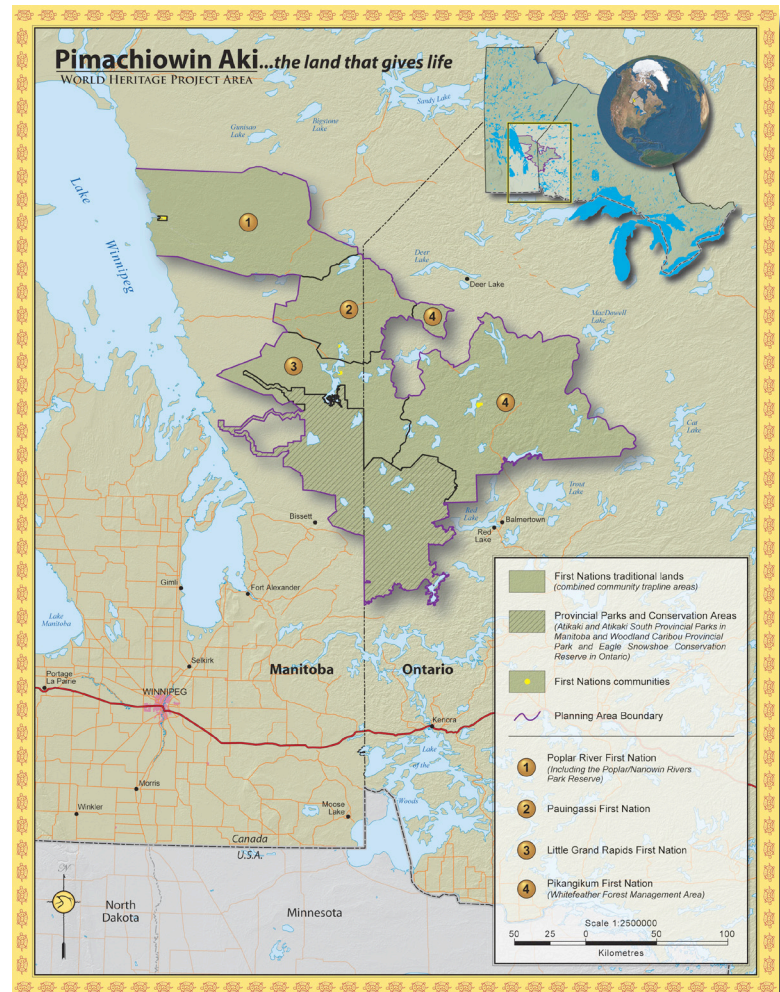 Pimachiowin Aki...the land that gives life
World Heritage Project Area
Sandy Lake
Gunisao
Lake
Bigstone
Lake
Lake
Winnipeg
1
Deer
Lake
Deer Lake
2
4
MacDowell
Lake
3
4
Cat
Lake
Trout
Lake
Bissett
Red
Lake
Balmertown
Red
Lake
Gimli
Fort Alexander
Lake
Manitoba
Selkirk
Manitoba
Ontario
Portage
La Pairie
WINNIPEG
Kenora
Lake
of the
Woods
Morris
Winkler
Moose
Lake
Canada
U.S.A.
N
North
Dakota
Minnesota
First Nations traditional lands
(combined community trapline areas)
Provincial Parks and Conservation Areas
(Atikaki and Atikaki South Provincial Parks in
Manitoba and Woodland Caribou Provincial
Park and Eagle Snowshoe Conservation
Reserve in Ontario)
First Nations communities
Planning Area Boundary
1
Poplar River First Nation
(Including the Poplar/Nanowin Rivers
Park Reserve)
2
Pauingassi First Nation
3
Little Grand Rapids First Nation
4
Pikangikum First Nation
(Whitefeather Forest Management Area)
Scale 1:2500000
50 25 0 50 100
Kilometres